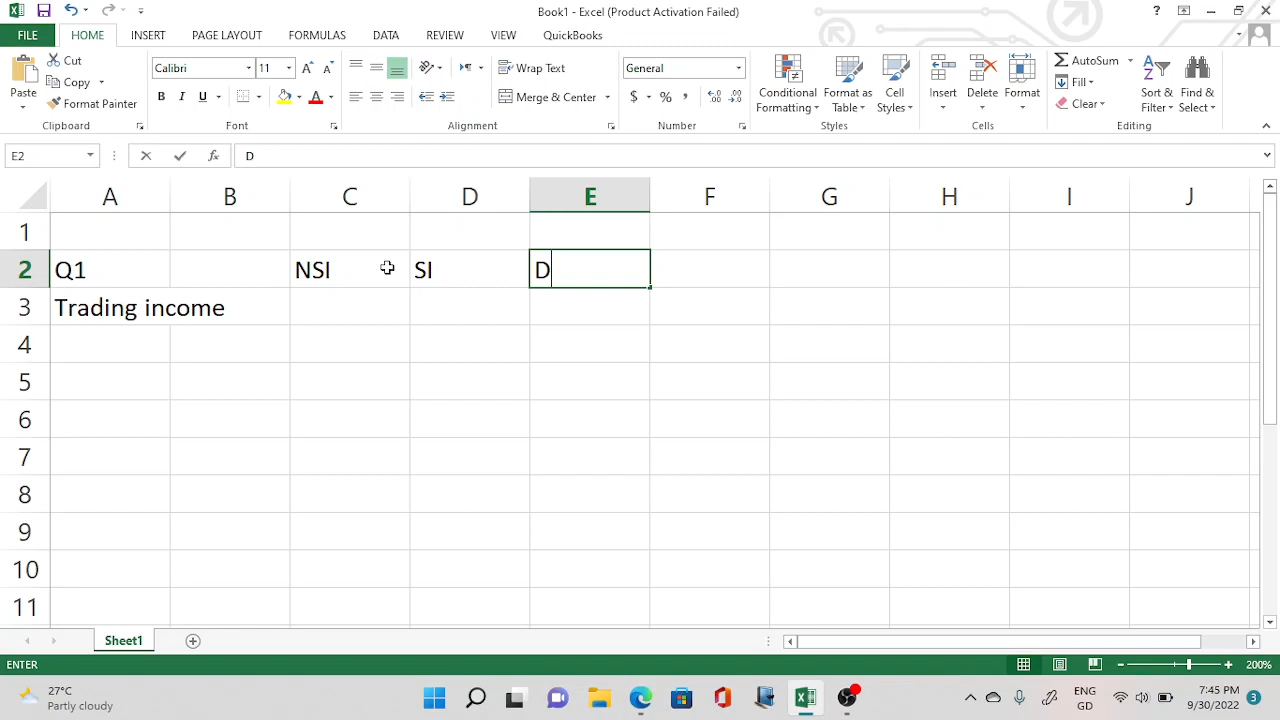 Book1 - Excel (Product Activation Failed)
?
FILE HOME INSERT PAGE LAYOUT FORMULAS DATA REVIEW VIEW QuickBooks
Paste
Cut
Copy
Format Painter
Clipboard
Calibri 11
B I U
Font
Wrap Text
Merge & Center
Alignment
General
$ % ,
Number
Conditional Formatting
Format as Table
Cell Styles
Styles
Insert Delete Format
Cells
AutoSum
Fill
Clear
Sort & Filter
Find & Select
Editing
E2 fx D
A B C D E F G H I J
1
2 Q1 NSI SI D
3 Trading income
4
5
6
7
8
9
10
11
Sheet1
ENTER 200%
27°C
Partly cloudy
ENG
GD
7:45 PM
9/30/2022
3